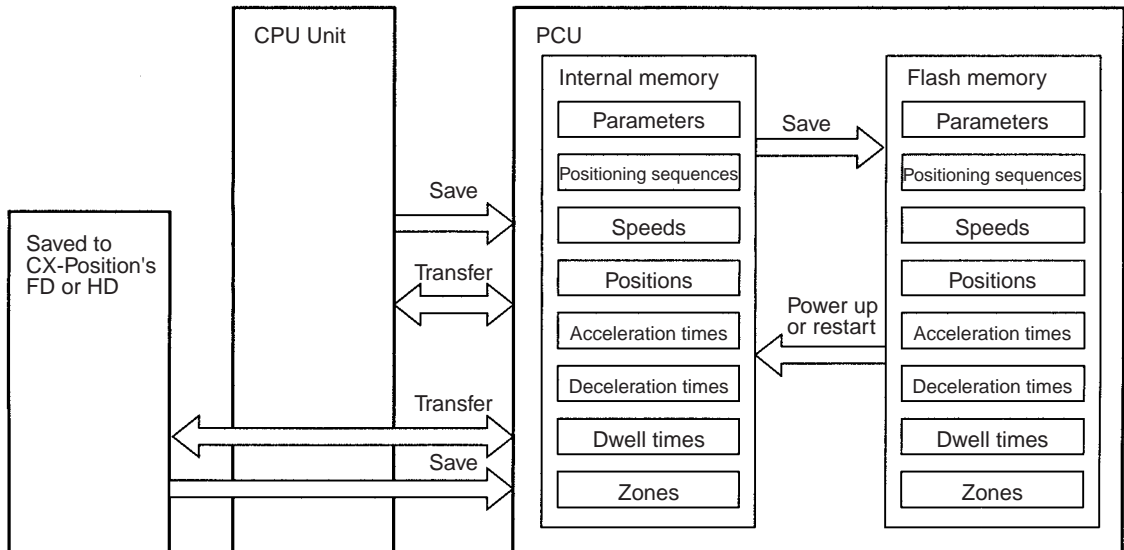 CPU Unit
PCU
Internal memory
Parameters
Positioning sequences
Speeds
Positions
Acceleration times
Deceleration times
Dwell times
Zones
Save
Power up
or restart
Flash memory
Parameters
Positioning sequences
Speeds
Positions
Acceleration times
Deceleration times
Dwell times
Zones
Save
Transfer
Saved to
CX-Position's
FD or HD
Transfer
Save